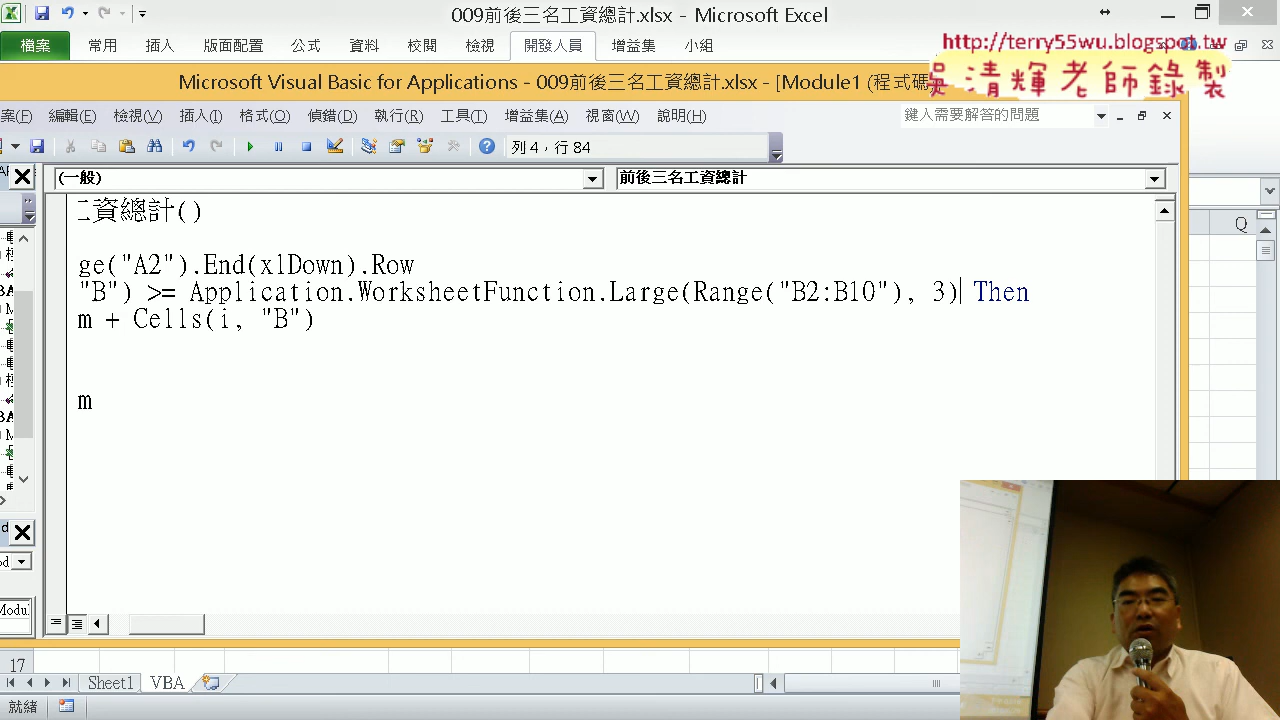 009前後三名工資總計.xlsx - Microsoft Excel
檔案 常用 插入 版面配置 公式 資料 校閱 檢視 開發人員 增益集 小組
http://terry55wu.blogspot.tw
吳清輝老師錄製
Microsoft Visual Basic for Applications - 009前後三名工資總計.xlsx - [Module1 (程式碼
案(F) 編輯(E) 檢視(V) 插入(I) 格式(O) 偵錯(D) 執行(R) 工具(T) 增益集(A) 視窗(W) 說明(H) 鍵入需要解答的問題
列 4，行 84
(一般) 前後三名工資總計
資總計()
Q
ge("A2").End(xlDown).Row
"B") >= Application.WorksheetFunction.Large(Range("B2:B10"), 3) Then
m + Cells(i, "B")
m
Modu
17
Sheet1 VBA
就緒